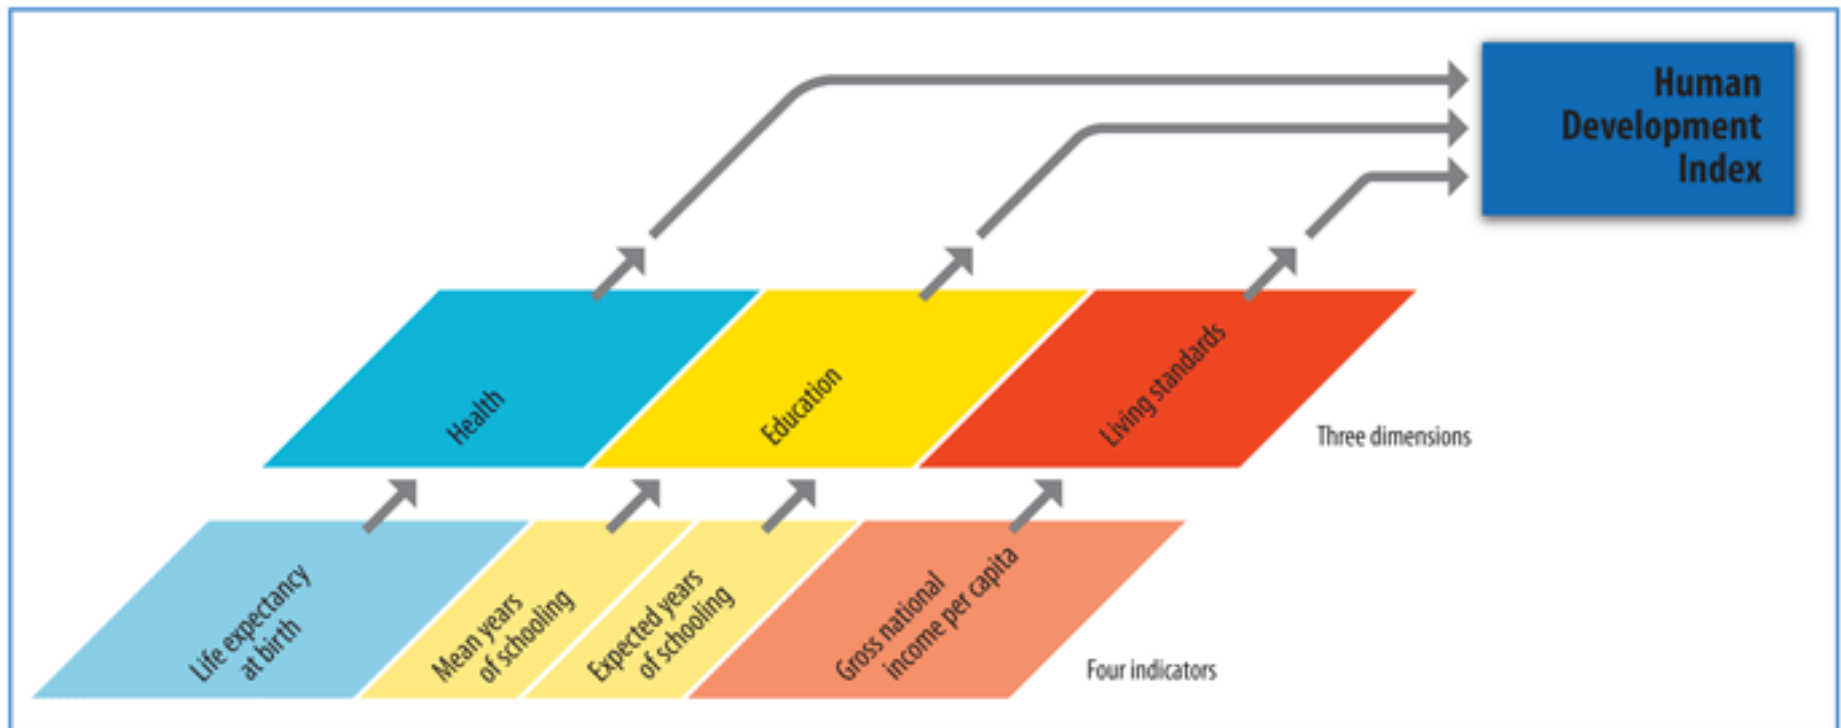 Human
Development
Index
Health
Education
Living standards
Three dimensions
Life expectancy
at birth
Mean years
of schooling
Expected years
of schooling
Gross national
income per capita
Four indicators